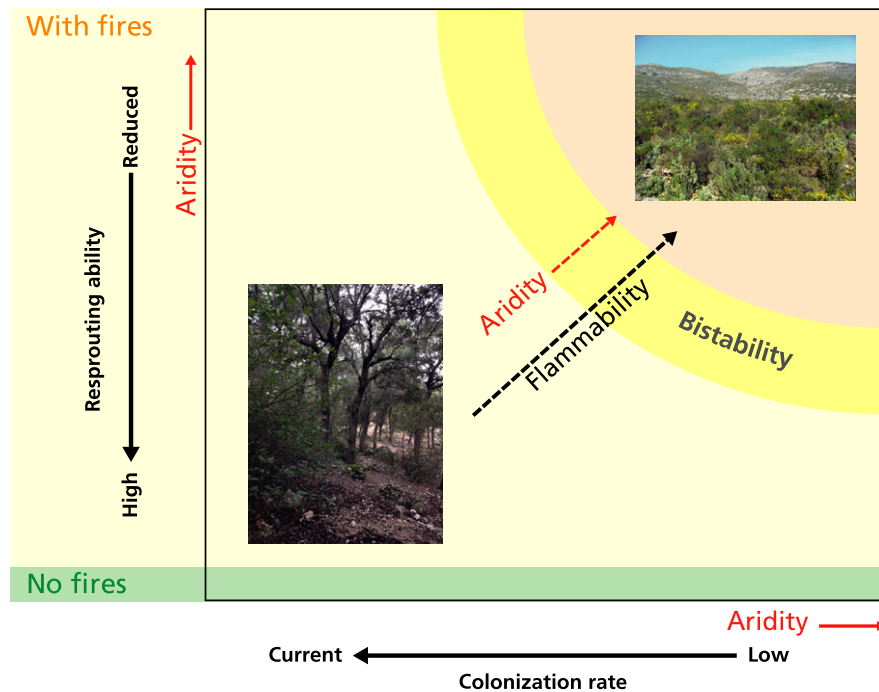 With fires
Reduced
Aridity
Resprouting ability
High
Aridity
Flammability
Bistability
No fires
Aridity
Current
Low
Colonization rate